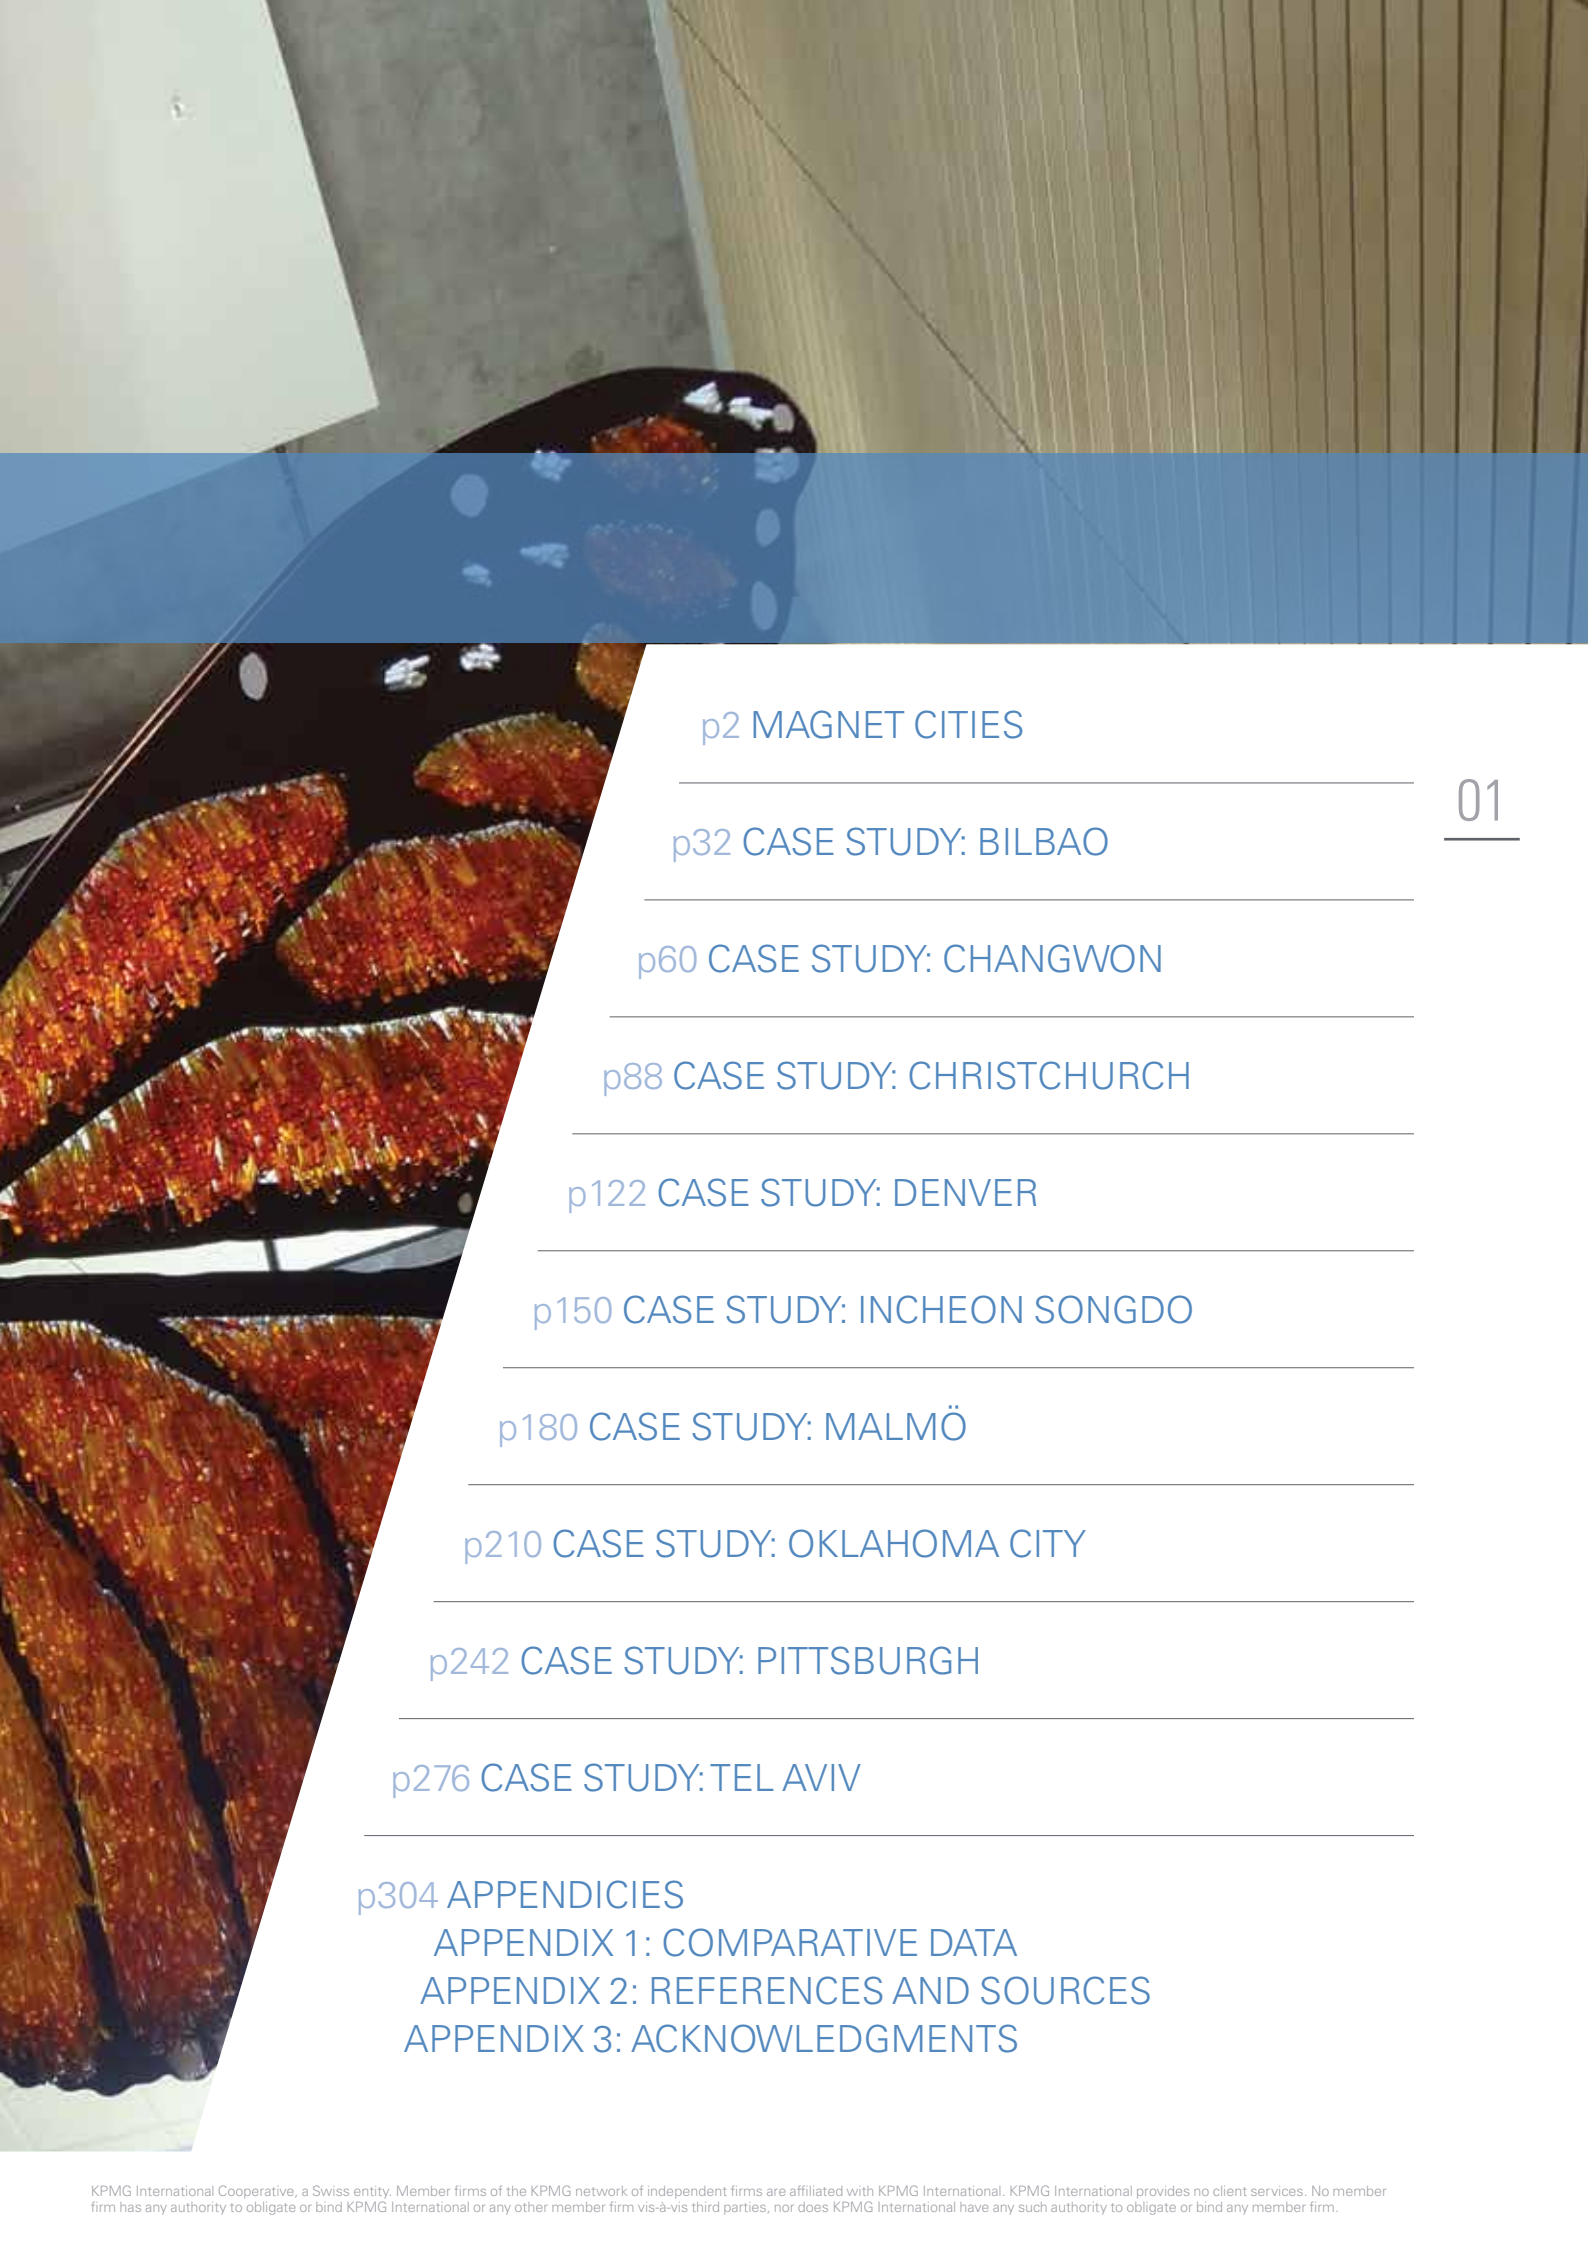 p2 MAGNET CITIES
01
p32 CASE STUDY: BILBAO
p60 CASE STUDY: CHANGWON
p88 CASE STUDY: CHRISTCHURCH
p122 CASE STUDY: DENVER
p150 CASE STUDY: INCHEON SONGDO
p180 CASE STUDY: MALMÖ
p210 CASE STUDY: OKLAHOMA CITY
p242 CASE STUDY: PITTSBURGH
p276 CASE STUDY: TEL AVIV
p304 APPENDICIES
APPENDIX 1: COMPARATIVE DATA
APPENDIX 2: REFERENCES AND SOURCES
APPENDIX 3: ACKNOWLEDGMENTS
KPMG International Cooperative, a Swiss entity. Member firms of the KPMG network of independent firms are affiliated with KPMG International. KPMG International provides no client services. No member
firm has any authority to obligate or bind KPMG International or any other member firm vis-à-vis third parties, nor does KPMG International have any such authority to obligate or bind any member firm.